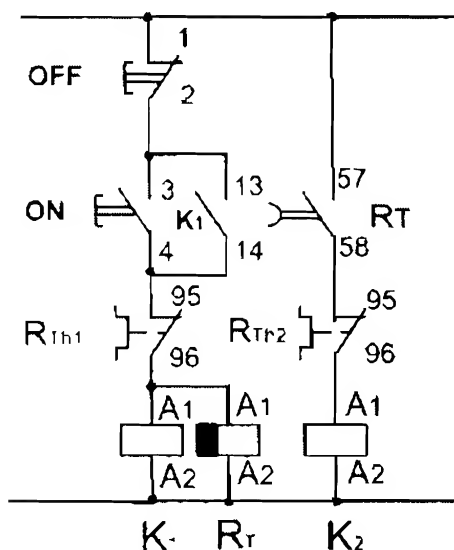 1
OFF
2
3 13 57
ON K1 RT
4 14 58
95 95
RTh1 RTh2
96 96
A1 A1 A1
A2 A2 A2
K1 RT K2